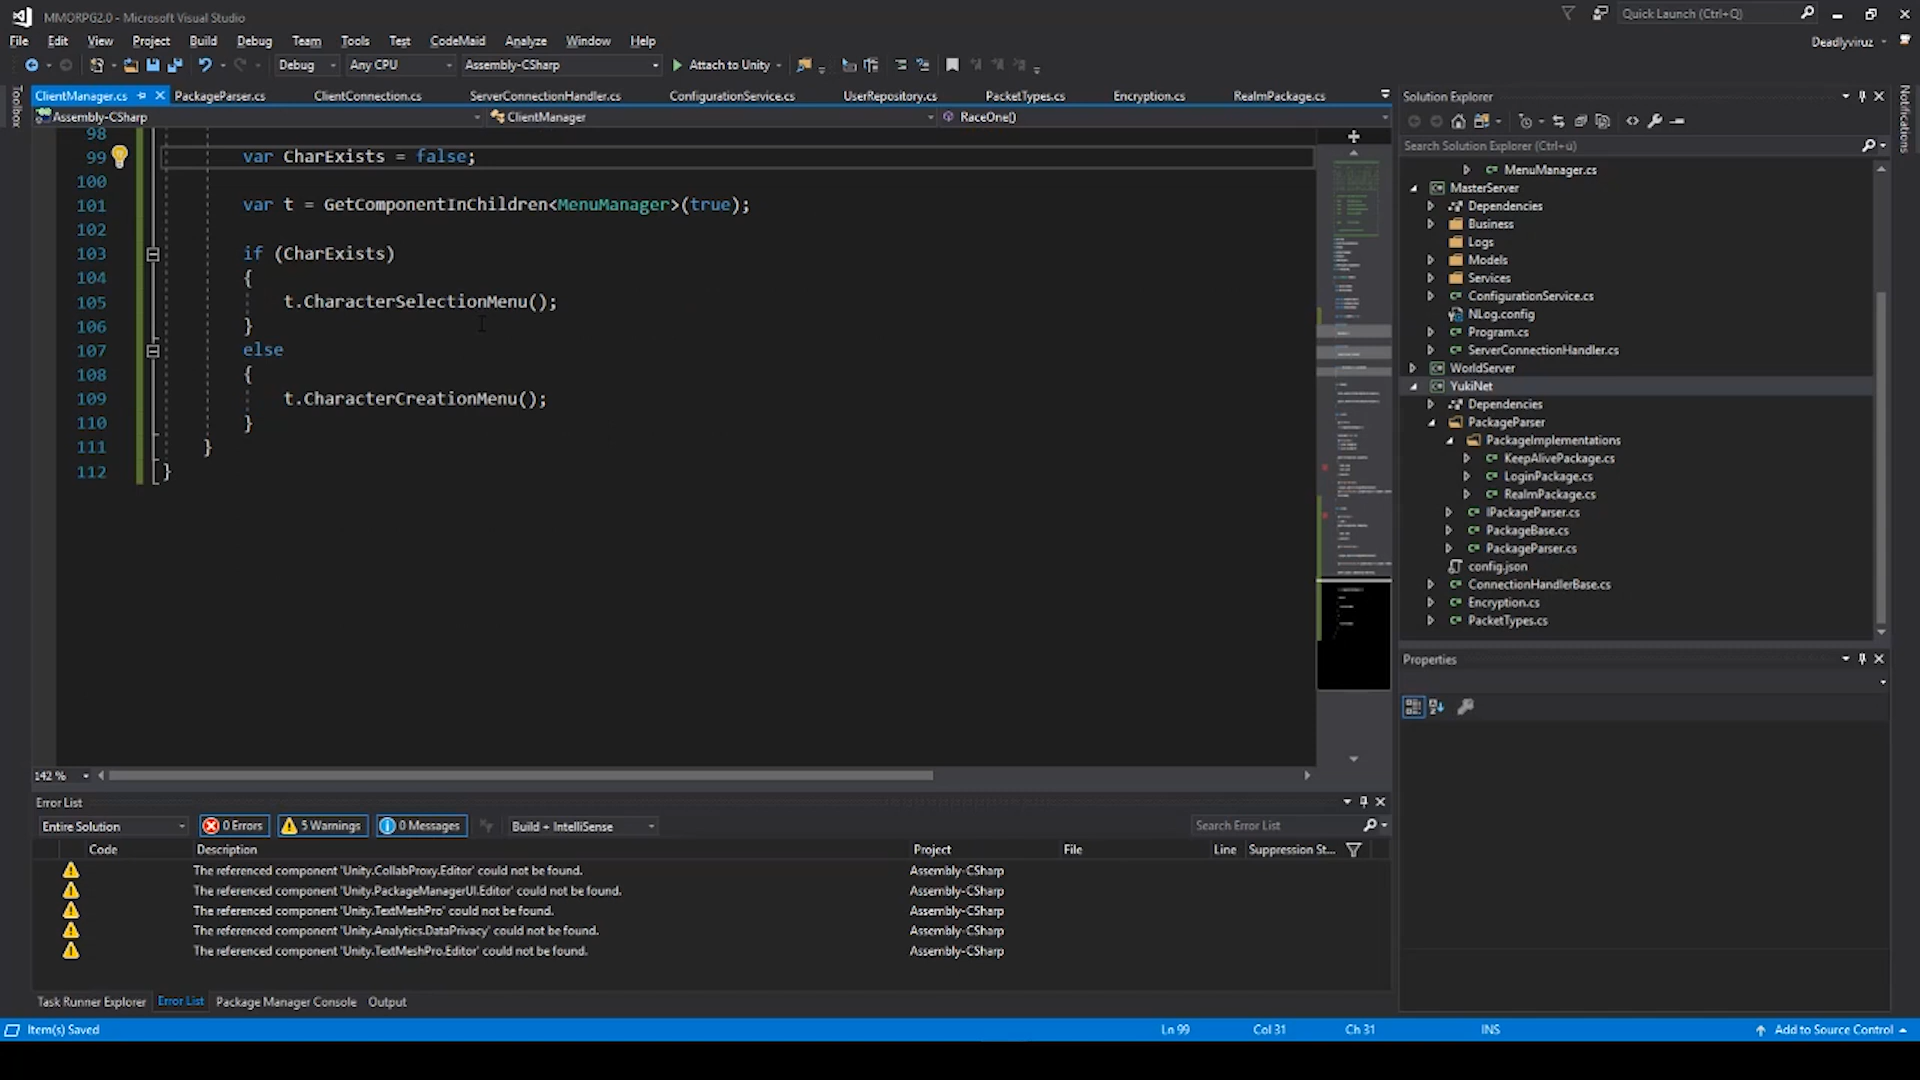 MMORPG2.0 - Microsoft Visual Studio
Quick Launch (Ctrl+Q)
File Edit View Project Build Debug Team Tools Test CodeMaid Analyze Window Help
Deadlyviruz
Debug Any CPU Assembly-CSharp Attach to Unity
Toolbox
ClientManager.cs PackageParser.cs ClientConnection.cs ServerConnectionHandler.cs ConfigurationService.cs UserRepository.cs PacketTypes.cs Encryption.cs RealmPackage.cs
Assembly-CSharp ClientManager RaceOne()
98
99 var CharExists = false;
100
101 var t = GetComponentInChildren<MenuManager>(true);
102
103 if (CharExists)
104 {
105 t.CharacterSelectionMenu();
106 }
107 else
108 {
109 t.CharacterCreationMenu();
110 }
111 }
112 }
142 %
Solution Explorer
Search Solution Explorer (Ctrl+u)
MenuManager.cs
MasterServer
Dependencies
Business
Logs
Models
Services
ConfigurationService.cs
NLog.config
Program.cs
ServerConnectionHandler.cs
WorldServer
YukiNet
Dependencies
PackageParser
PackageImplementations
KeepAlivePackage.cs
LoginPackage.cs
RealmPackage.cs
IPackageParser.cs
PackageBase.cs
PackageParser.cs
config.json
ConnectionHandlerBase.cs
Encryption.cs
PacketTypes.cs
Properties
Notifications
Error List
Entire Solution 0 Errors 5 Warnings 0 Messages Build + IntelliSense Search Error List
Code Description Project File Line Suppression St...
The referenced component 'Unity.CollabProxy.Editor' could not be found. Assembly-CSharp
The referenced component 'Unity.PackageManagerUI.Editor' could not be found. Assembly-CSharp
The referenced component 'Unity.TextMeshPro' could not be found. Assembly-CSharp
The referenced component 'Unity.Analytics.DataPrivacy' could not be found. Assembly-CSharp
The referenced component 'Unity.TextMeshPro.Editor' could not be found. Assembly-CSharp
Task Runner Explorer Error List Package Manager Console Output
Item(s) Saved Ln 99 Col 31 Ch 31 INS Add to Source Control